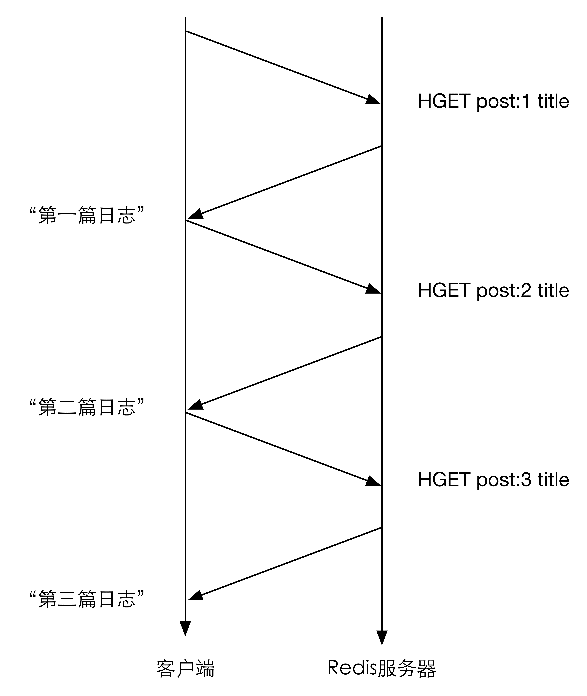 HGET post:1 title
“第一篇日志”
HGET post:2 title
“第二篇日志”
HGET post:3 title
“第三篇日志”
客户端
Redis服务器